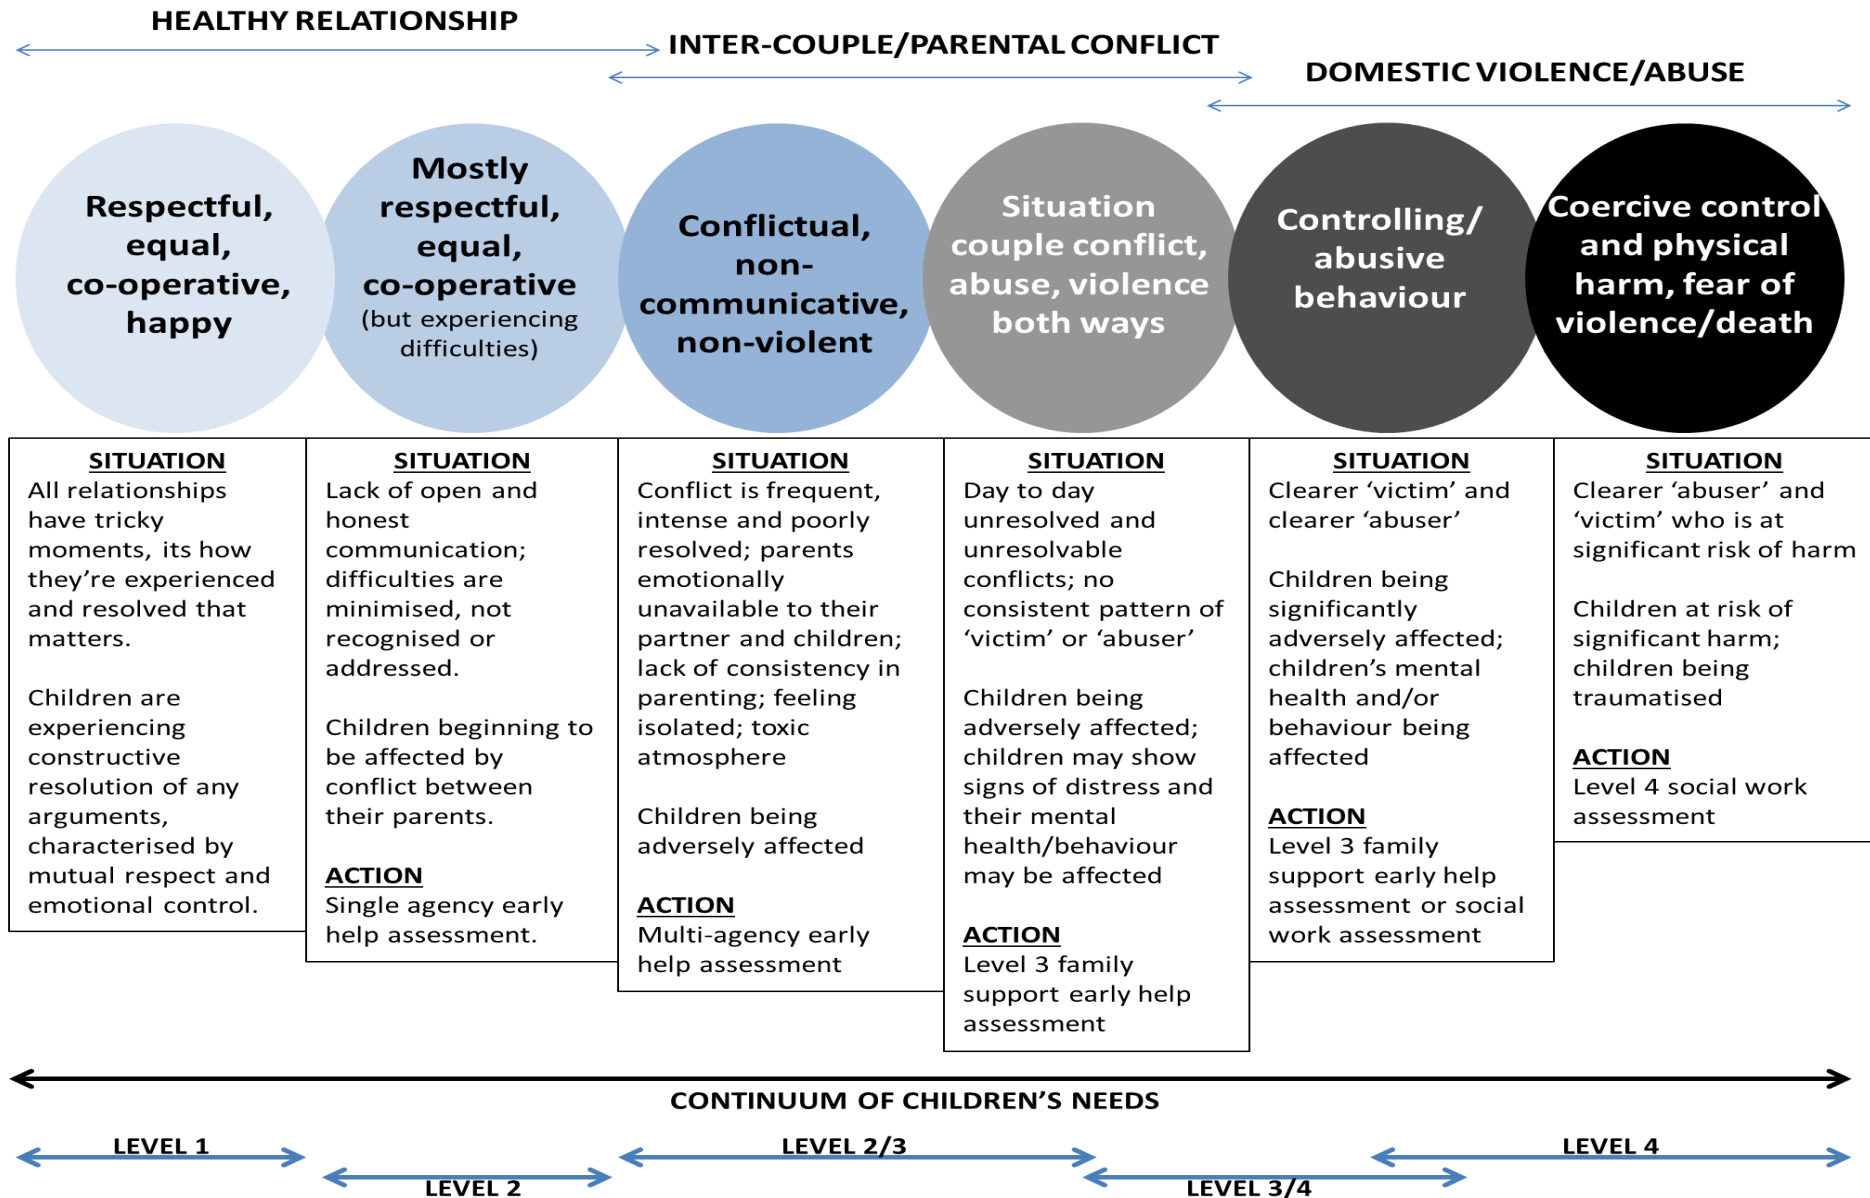 HEALTHY RELATIONSHIP
INTER-COUPLE/PARENTAL CONFLICT
DOMESTIC VIOLENCE/ABUSE
Respectful,
equal,
co-operative,
happy
Mostly
respectful,
equal,
co-operative
(but experiencing
difficulties)
Conflictual,
non-
communicative,
non-violent
Situation
couple conflict,
abuse, violence
both ways
Controlling/
abusive
behaviour
Coercive control
and physical
harm, fear of
violence/death
SITUATION
All relationships
have tricky
moments, its how
they're experienced
and resolved that
matters.
Children are
experiencing
constructive
resolution of any
arguments,
characterised by
mutual respect and
emotional control.
SITUATION
Lack of open and
honest
communication;
difficulties are
minimised, not
recognised or
addressed.
Children beginning to
be affected by
conflict between
their parents.
ACTION
Single agency early
help assessment.
SITUATION
Conflict is frequent,
intense and poorly
resolved; parents
emotionally
unavailable to their
partner and children;
lack of consistency in
parenting; feeling
isolated; toxic
atmosphere
Children being
adversely affected
ACTION
Multi-agency early
help assessment
SITUATION
Day to day
unresolved and
unresolvable
conflicts; no
consistent pattern of
‘victim’ or ‘abuser’
Children being
adversely affected;
children may show
signs of distress and
their mental
health/behaviour
may be affected
ACTION
Level 3 family
support early help
assessment
SITUATION
Clearer ‘victim’ and
clearer ‘abuser’
Children being
significantly
adversely affected;
children’s mental
health and/or
behaviour being
affected
ACTION
Level 3 family
support early help
assessment or social
work assessment
SITUATION
Clearer ‘abuser’ and
‘victim’ who is at
significant risk of harm
Children at risk of
significant harm;
children being
traumatised
ACTION
Level 4 social work
assessment
CONTINUUM OF CHILDREN’S NEEDS
LEVEL 1
LEVEL 2
LEVEL 2/3
LEVEL 3/4
LEVEL 4